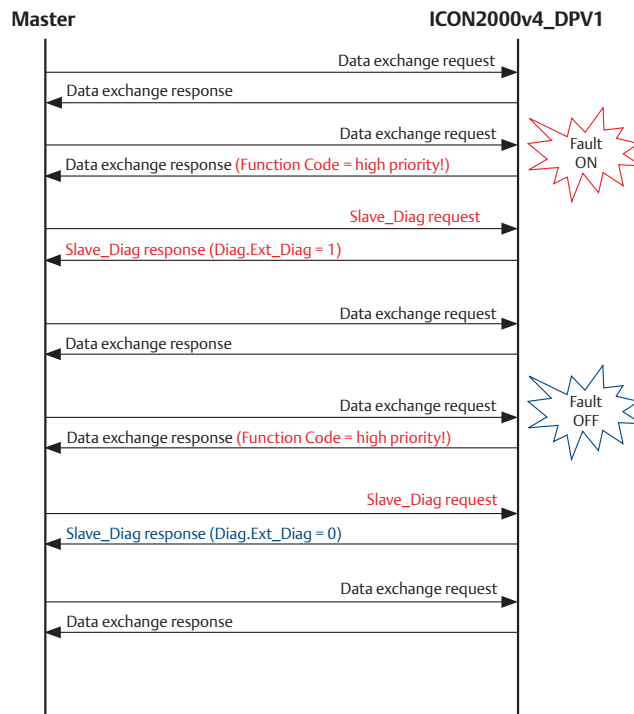 Master
ICON2000v4_DPV1
Data exchange request
Data exchange response
Data exchange request
Fault
ON
Data exchange response (Function Code = high priority!)
Slave_Diag request
Slave_Diag response (Diag.Ext_Diag = 1)
Data exchange request
Data exchange response
Data exchange request
Fault
OFF
Data exchange response (Function Code = high priority!)
Slave_Diag request
Slave_Diag response (Diag.Ext_Diag = 0)
Data exchange request
Data exchange response